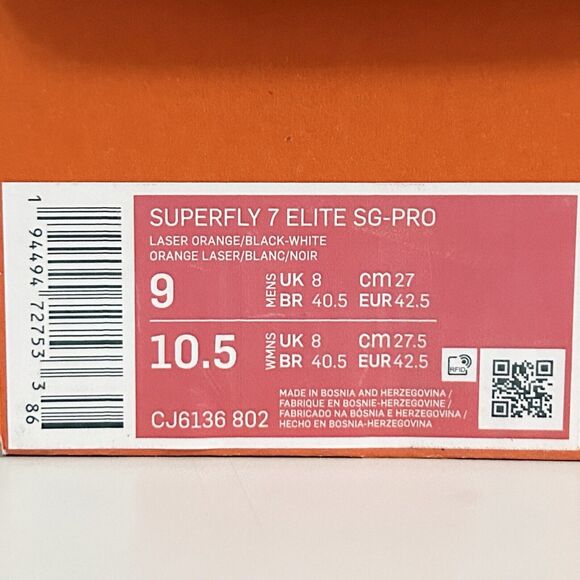 SUPERFLY 7 ELITE SG-PRO
LASER ORANGE/BLACK-WHITE
ORANGE LASER/BLANC/NOIR
9 MENS UK 8 cm 27
BR 40.5 EUR 42.5
10.5 WMNS UK 8 cm 27.5
BR 40.5 EUR 42.5
RFID
MADE IN BOSNIA AND HERZEGOVINA /
FABRIQUE EN BOSNIE-HERZEGOVINE /
FABRICADO NA BÓSNIA E HERZEGOVINA /
HECHO EN BOSNIA-HERZEGOVINA
CJ6136 802
1 94494 72753 3 86